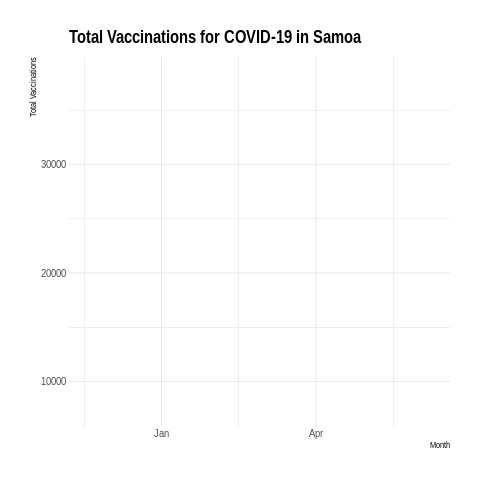 Total Vaccinations for COVID-19 in Samoa
Total Vaccinations
30000
20000
10000
Jan
Apr
Month